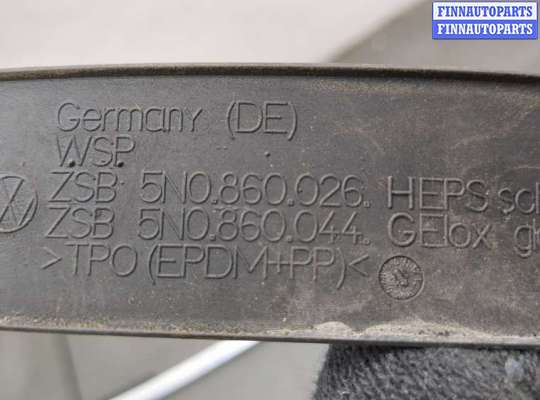 FINNAUTOPARTS
FINNAUTOPARTS
Germany (DE)
WSP
ZSB 5N0.860.026. HEPS
ZSB 5N0.860.044. GElox
>TPO(EPDM+PP)<